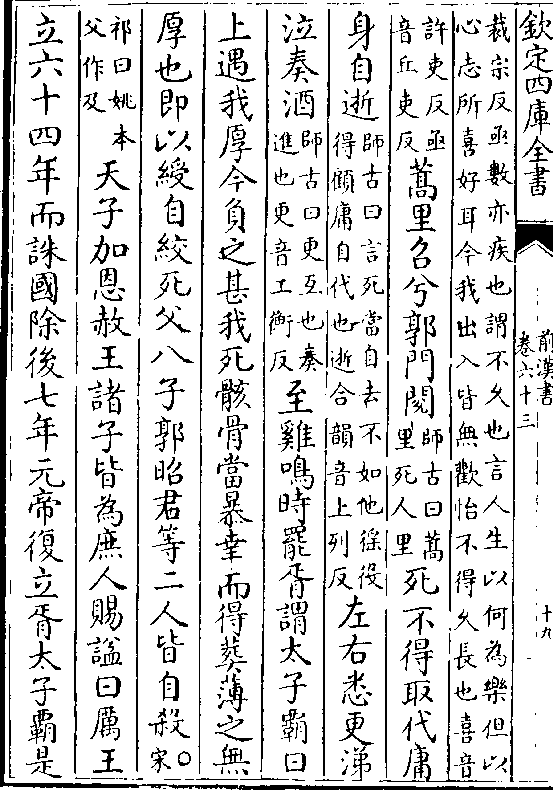 欽定四庫全書
前漢書
卷六十三
十九
裁宗反亟數亦疾也謂不久也言人生以何為樂但以
心志所喜好耳今我出入皆無歡怡不得久長也喜音
許吏反亟音丘吏反蒿里召兮郭門閱師古曰蒿里死人里死不得取代庸
身自逝師古曰言死當自去不如他徭役得顧庸自代也逝合韻音上列反左右悉更涕
泣奏酒師古曰更互也奏進也更音工衡反至雞鳴時罷胥謂太子霸曰
上遇我厚今負之甚我死骸骨當暴幸而得葬薄之無
厚也即以綬自絞死父八子郭昭君等二人皆自殺○宋
祁曰姚本父作及天子加恩赦王諸子皆為庶人賜諡曰厲王
立六十四年而誅國除後七年元帝復立胥太子霸是